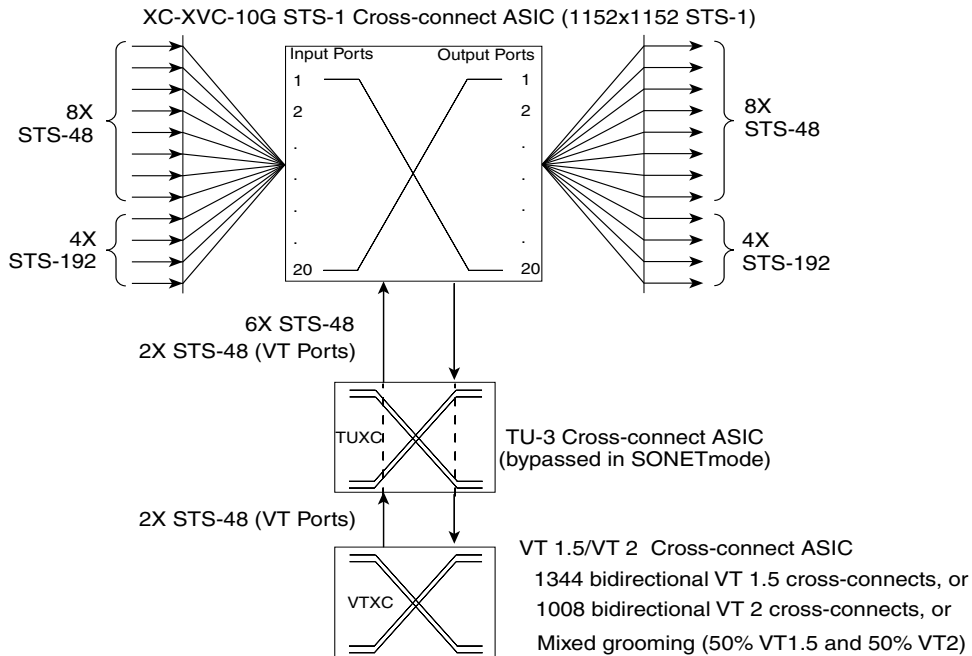 XC-XVC-10G STS-1 Cross-connect ASIC (1152x1152 STS-1)
Input Ports
Output Ports
1
1
2
2
.
.
.
.
.
.
.
.
20
20
8X
STS-48
4X
STS-192
8X
STS-48
4X
STS-192
6X STS-48
2X STS-48 (VT Ports)
TUXC
TU-3 Cross-connect ASIC
(bypassed in SONETmode)
2X STS-48 (VT Ports)
VTXC
VT 1.5/VT 2 Cross-connect ASIC
1344 bidirectional VT 1.5 cross-connects, or
1008 bidirectional VT 2 cross-connects, or
Mixed grooming (50% VT1.5 and 50% VT2)